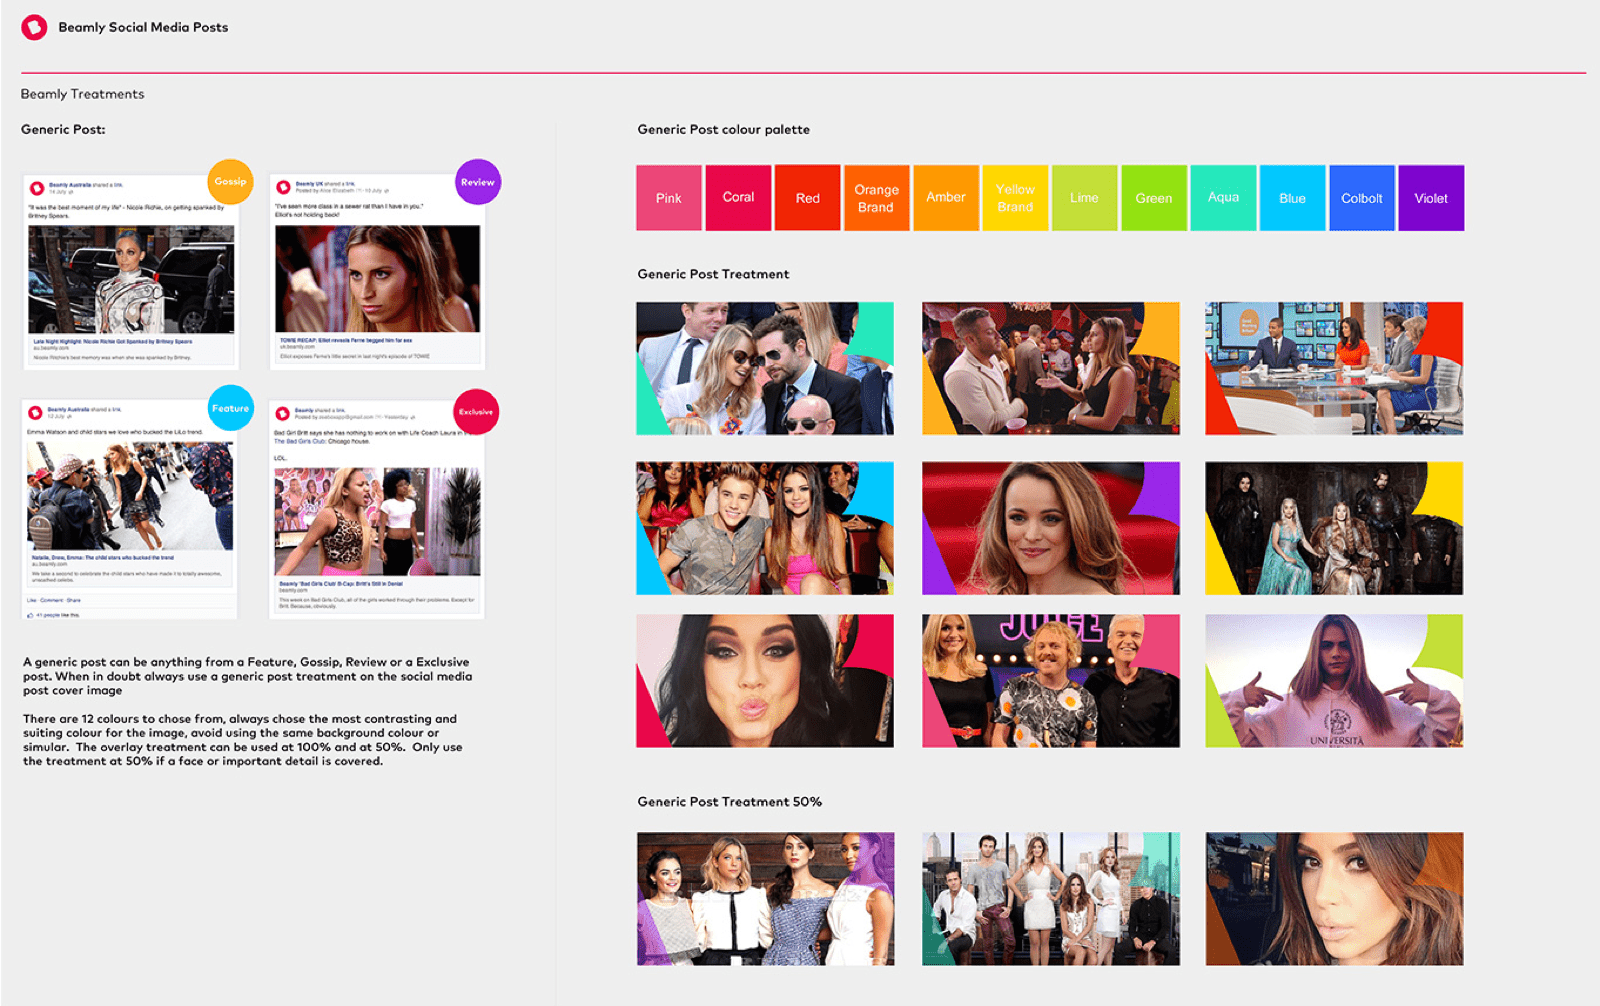 Beamly Social Media Posts
Beamly Treatments
Generic Post:
Gossip
Beamly Australia shared a link.
14 July
"It was the best moment of my life" - Nicole Richie, on getting spanked by
Britney Spears.
Late Night Highlight: Nicole Richie Got Spanked by Britney Spears
au.beamly.com
Nicole Ritchie's best memory was when she was spanked by Britney.
Review
Beamly UK shared a link.
"I've seen more class in a sewer rat than I have in you."
Elliot's not holding back!
TOWIE RECAP: Elliot reveals Ferne begged him for sex
uk.beamly.com
Elliot exposes Ferne's little secret in last night's episode of TOWIE
Feature
Beamly Australia shared a link.
12 July
Emma Watson and child stars we love who bucked the LiLo trend.
Natalie, Drew, Emma: The child stars who bucked the trend
au.beamly.com
We take a second to celebrate the child stars who have made it to totally awesome,
unscathed celebs.
Like · Comment · Share
41 people like this.
Exclusive
Beamly shared a link.
Bad Girl Britt says she has nothing to work on with Life Coach Laura in
The Bad Girls Club: Chicago house.
LOL.
Beamly 'Bad Girls Club' B-Cap: Britt's Still in Denial
beamly.com
This week on Bad Girls Club, all of the girls worked through their problems. Except for
Britt. Because, obviously.
A generic post can be anything from a Feature, Gossip, Review or a Exclusive
post. When in doubt always use a generic post treatment on the social media
post cover image
There are 12 colours to chose from, always chose the most contrasting and
suiting colour for the image, avoid using the same background colour or
simular. The overlay treatment can be used at 100% and at 50%. Only use
the treatment at 50% if a face or important detail is covered.
Generic Post colour palette
Pink
Coral
Red
Orange
Brand
Amber
Yellow
Brand
Lime
Green
Aqua
Blue
Colbolt
Violet
Generic Post Treatment
JUICE
UNIVERSITÀ
Generic Post Treatment 50%